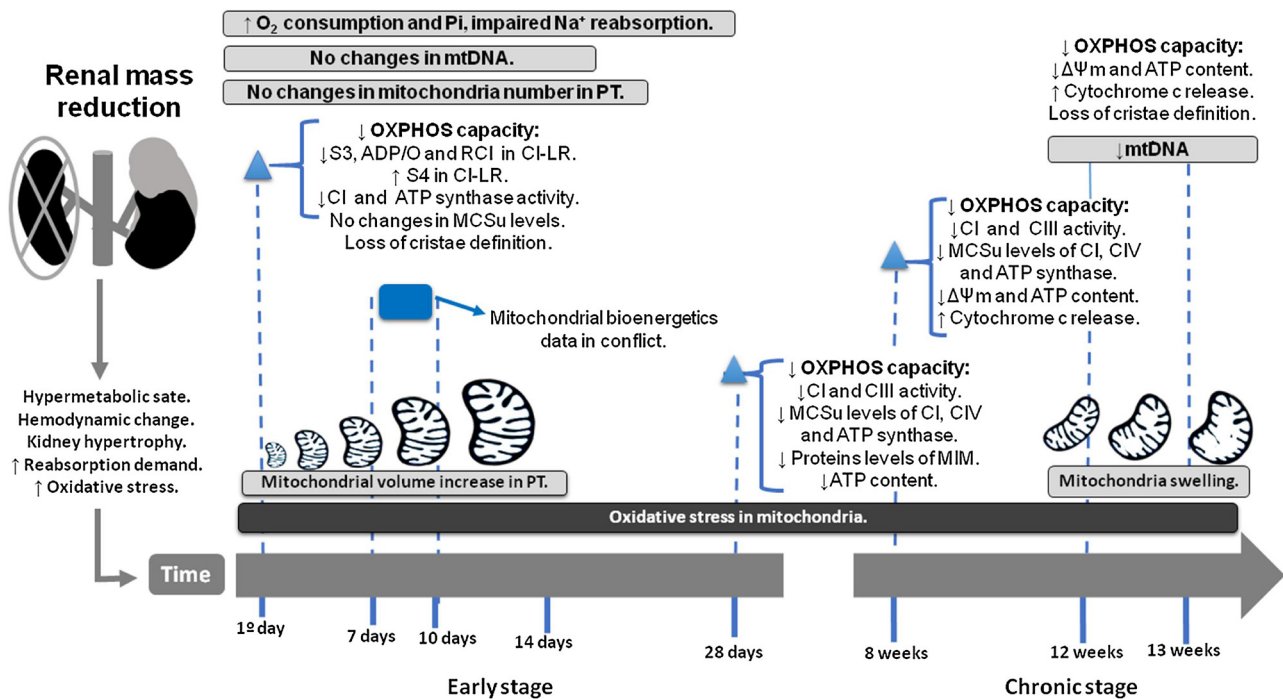 Renal mass
reduction
Hypermetabolic sate.
Hemodynamic change.
Kidney hypertrophy.
↑ Reabsorption demand.
↑ Oxidative stress.
↑ O₂ consumption and Pi, impaired Na⁺ reabsorption.
No changes in mtDNA.
No changes in mitochondria number in PT.
↓ OXPHOS capacity:
↓S3, ADP/O and RCI in CI-LR.
↑ S4 in CI-LR.
↓CI and ATP synthase activity.
No changes in MCSu levels.
Loss of cristae definition.
Mitochondrial bioenergetics
data in conflict.
Mitochondrial volume increase in PT.
↓ OXPHOS capacity:
↓CI and CIII activity.
↓MCSu levels of CI, CIV
and ATP synthase.
↓ Proteins levels of MIM.
↓ATP content.
↓ OXPHOS capacity:
↓CI and CIII activity.
↓MCSu levels of CI, CIV
and ATP synthase.
↓ΔΨm and ATP content.
↑ Cytochrome c release.
↓ OXPHOS capacity:
↓ΔΨm and ATP content.
↑ Cytochrome c release.
Loss of cristae definition.
↓mtDNA
Mitochondria swelling.
Oxidative stress in mitochondria.
Time
1º day
7 days
10 days
14 days
28 days
8 weeks
12 weeks
13 weeks
Early stage
Chronic stage